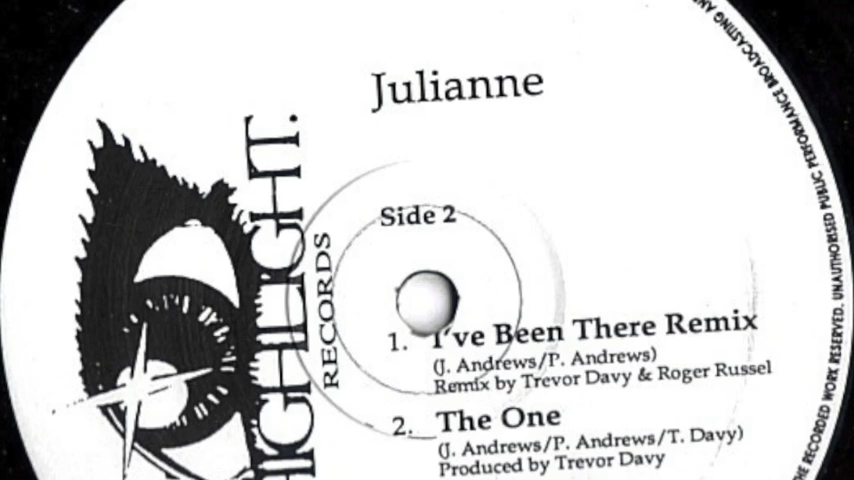 Julianne
HIGHLIGHT.
RECORDS
Side 2
1. I've Been There Remix
(J. Andrews/P. Andrews)
Remix by Trevor Davy & Roger Russel
2. The One
(J. Andrews/P. Andrews/T. Davy)
Produced by Trevor Davy
THE RECORDED WORK RESERVED. UNAUTHORISED PUBLIC PERFORMANCE BROADCASTING AN